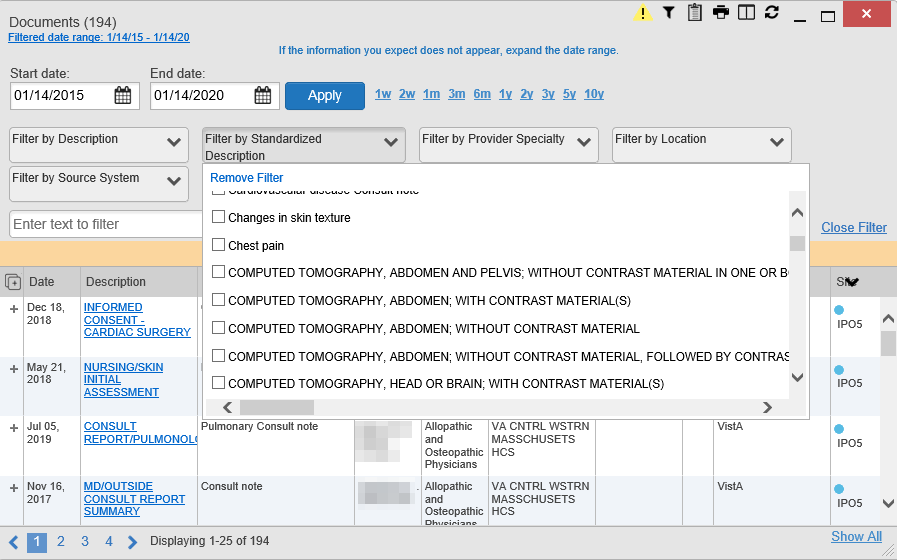 Documents (194)
Filtered date range: 1/14/15 - 1/14/20
If the information you expect does not appear, expand the date range.
Start date:
End date:
01/14/2015
01/14/2020
Apply
1w 2w 1m 3m 6m 1y 2y 3y 5y 10y
Filter by Description
Filter by Standardized
Description
Filter by Provider Specialty
Filter by Location
Filter by Source System
Remove Filter
Cardiovascular disease Consult note
Changes in skin texture
Chest pain
COMPUTED TOMOGRAPHY, ABDOMEN AND PELVIS; WITHOUT CONTRAST MATERIAL IN ONE OR BO
COMPUTED TOMOGRAPHY, ABDOMEN; WITH CONTRAST MATERIAL(S)
COMPUTED TOMOGRAPHY, ABDOMEN; WITHOUT CONTRAST MATERIAL
COMPUTED TOMOGRAPHY, ABDOMEN; WITHOUT CONTRAST MATERIAL, FOLLOWED BY CONTRAS
COMPUTED TOMOGRAPHY, HEAD OR BRAIN; WITH CONTRAST MATERIAL(S)
Enter text to filter
Close Filter
Date
Description
Dec 18,
2018
INFORMED
CONSENT -
CARDIAC SURGERY
IPO5
May 21,
2018
NURSING/SKIN
INITIAL
ASSESSMENT
IPO5
Jul 05,
2019
CONSULT
REPORT/PULMONOLO
Pulmonary Consult note
Allopathic
and
Osteopathic
Physicians
VA CNTRL WSTRN
MASSCHUSETS
HCS
VistA
IPO5
Nov 16,
2017
MD/OUTSIDE
CONSULT REPORT
SUMMARY
Consult note
Allopathic
and
Osteopathic
Physicians
VA CNTRL WSTRN
MASSCHUSETS
HCS
VistA
IPO5
1 2 3 4
Displaying 1-25 of 194
Show All